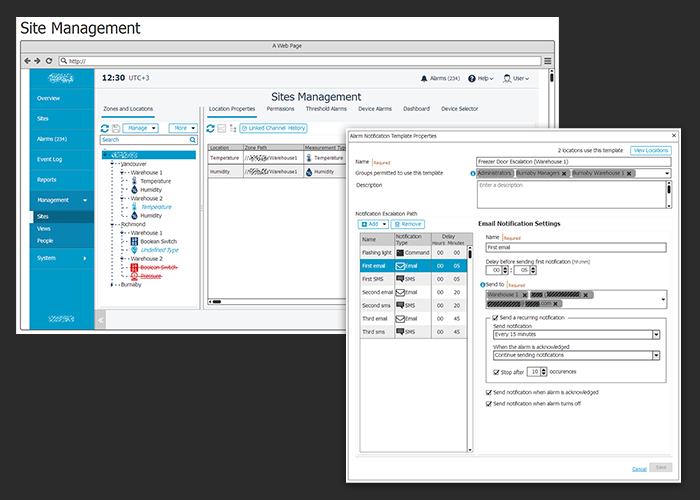 Site Management
A Web Page
http://
12:30 UTC+3
Alarms (234)
Help
User
Overview
Sites
Alarms (234)
Event Log
Reports
Management
Sites
Views
People
System
Sites Management
Zones and Locations
Manage
More
Search
Vancouver
Warehouse 1
Temperature
Humidity
Warehouse 2
Temperature
Humidity
Richmond
Warehouse 1
Boolean Switch
Undefined Type
Warehouse 2
Boolean Switch
Pressure
Burnaby
Location Properties Permissions Threshold Alarms Device Alarms Dashboard Device Selector
Linked Channel History
Location Zone Path Measurement Type
Temperature Warehouse1 Temperature
Humidity Warehouse1 Humidity
Alarm Notification Template Properties
2 locations use this template View Locations
Name Required Freezer Door Escalation (Warehouse 1)
Groups permitted to use this template Administrators Burnaby Managers Burnaby Warehouse 1
Description Enter a description
Notification Escalation Path
Add Remove
Name Notification Type Delay Hours Minutes
Flashing light Command 00 00
First email Email 00 05
First SMS SMS 00 05
Second email Email 00 20
Second sms SMS 00 20
Third email Email 00 45
Third sms SMS 00 45
Email Notification Settings
Name Required
First email
Delay before sending first notification (hh:mm)
00 : 05
Send to Required
Warehouse 1
.com
Send a recurring notification
Send notification
Every 15 minutes
When the alarm is acknowledged
Continue sending notifications
Stop after 10 occurences
Send notification when alarm is acknowledged
Send notification when alarm turns off
Cancel Save